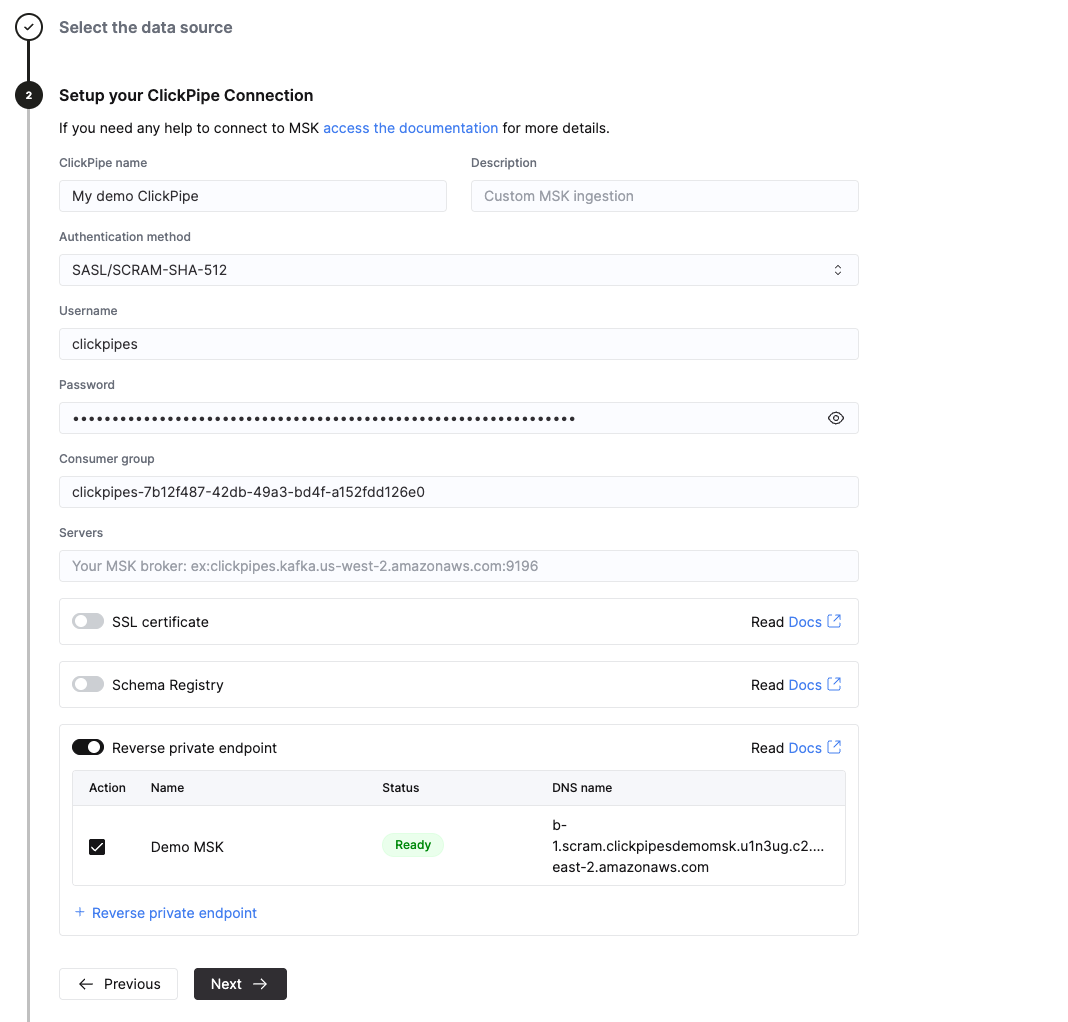 Select the data source
2
Setup your ClickPipe Connection
If you need any help to connect to MSK access the documentation for more details.
ClickPipe name
Description
My demo ClickPipe
Custom MSK ingestion
Authentication method
SASL/SCRAM-SHA-512
Username
clickpipes
Password
••••••••••••••••••••••••••••••••••••••••••••••••••••••••••••••••
Consumer group
clickpipes-7b12f487-42db-49a3-bd4f-a152fdd126e0
Servers
Your MSK broker: ex:clickpipes.kafka.us-west-2.amazonaws.com:9196
SSL certificate
Read Docs
Schema Registry
Read Docs
Reverse private endpoint
Read Docs
Action Name Status DNS name
Demo MSK
Ready
b-
1.scram.clickpipesdemomsk.u1n3ug.c2....
east-2.amazonaws.com
+ Reverse private endpoint
Previous
Next